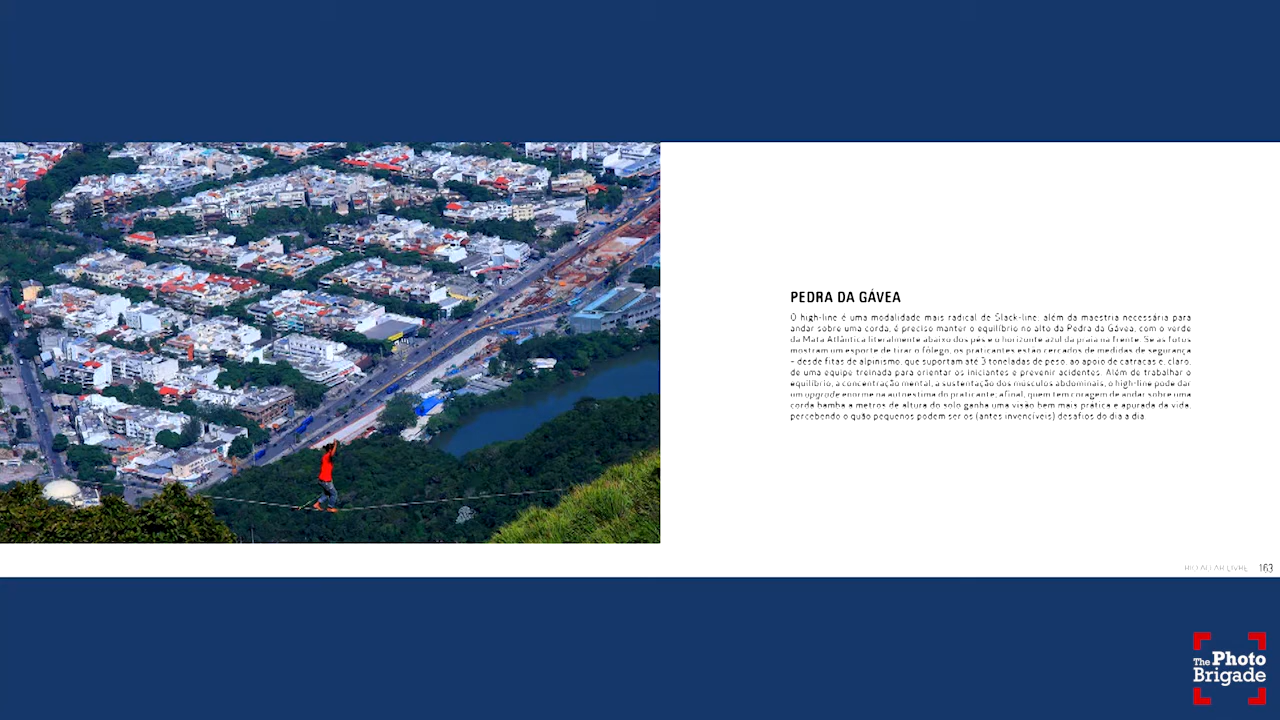 PEDRA DA GÁVEA
O high-line é uma modalidade mais radical de Slack-line: além da maestria necessária para
andar sobre uma corda, é preciso manter o equilíbrio no alto da Pedra da Gávea, com o verde
da Mata Atlântica literalmente abaixo dos pés e o horizonte azul da praia na frente. Se as fotos
mostram um esporte de tirar o fôlego, os praticantes estão cercados de medidas de segurança
– desde fitas de alpinismo, que suportam até 3 toneladas de peso, ao apoio de catracas e, claro,
de uma equipe treinada para orientar os iniciantes e prevenir acidentes. Além de trabalhar o
equilíbrio, a concentração mental, a sustentação dos músculos abdominais, o high-line pode dar
um upgrade enorme na autoestima do praticante; afinal, quem tem coragem de andar sobre uma
corda bamba a metros de altura do solo ganha uma visão bem mais prática e apurada da vida,
percebendo o quão pequenos podem ser os (antes invencíveis) desafios do dia a dia
RIO AO AR LIVRE 163
The Photo
Brigade